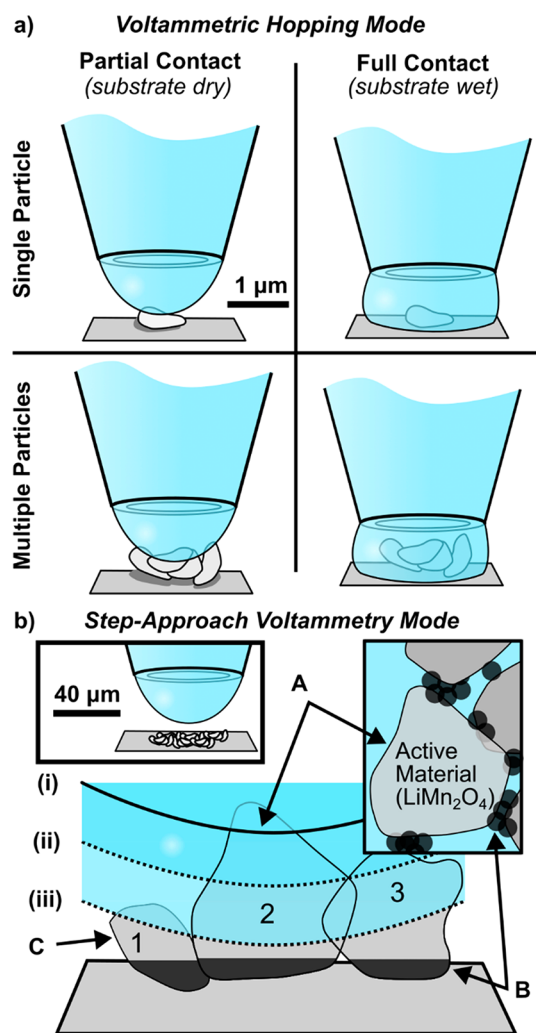 a) Voltammetric Hopping Mode
Partial Contact
(substrate dry)
Full Contact
(substrate wet)
Single Particle
1 μm
Multiple Particles
b) Step-Approach Voltammetry Mode
40 μm
A
Active
Material
(LiMn2O4)
(i)
(ii)
(iii)
3
2
C
1
B